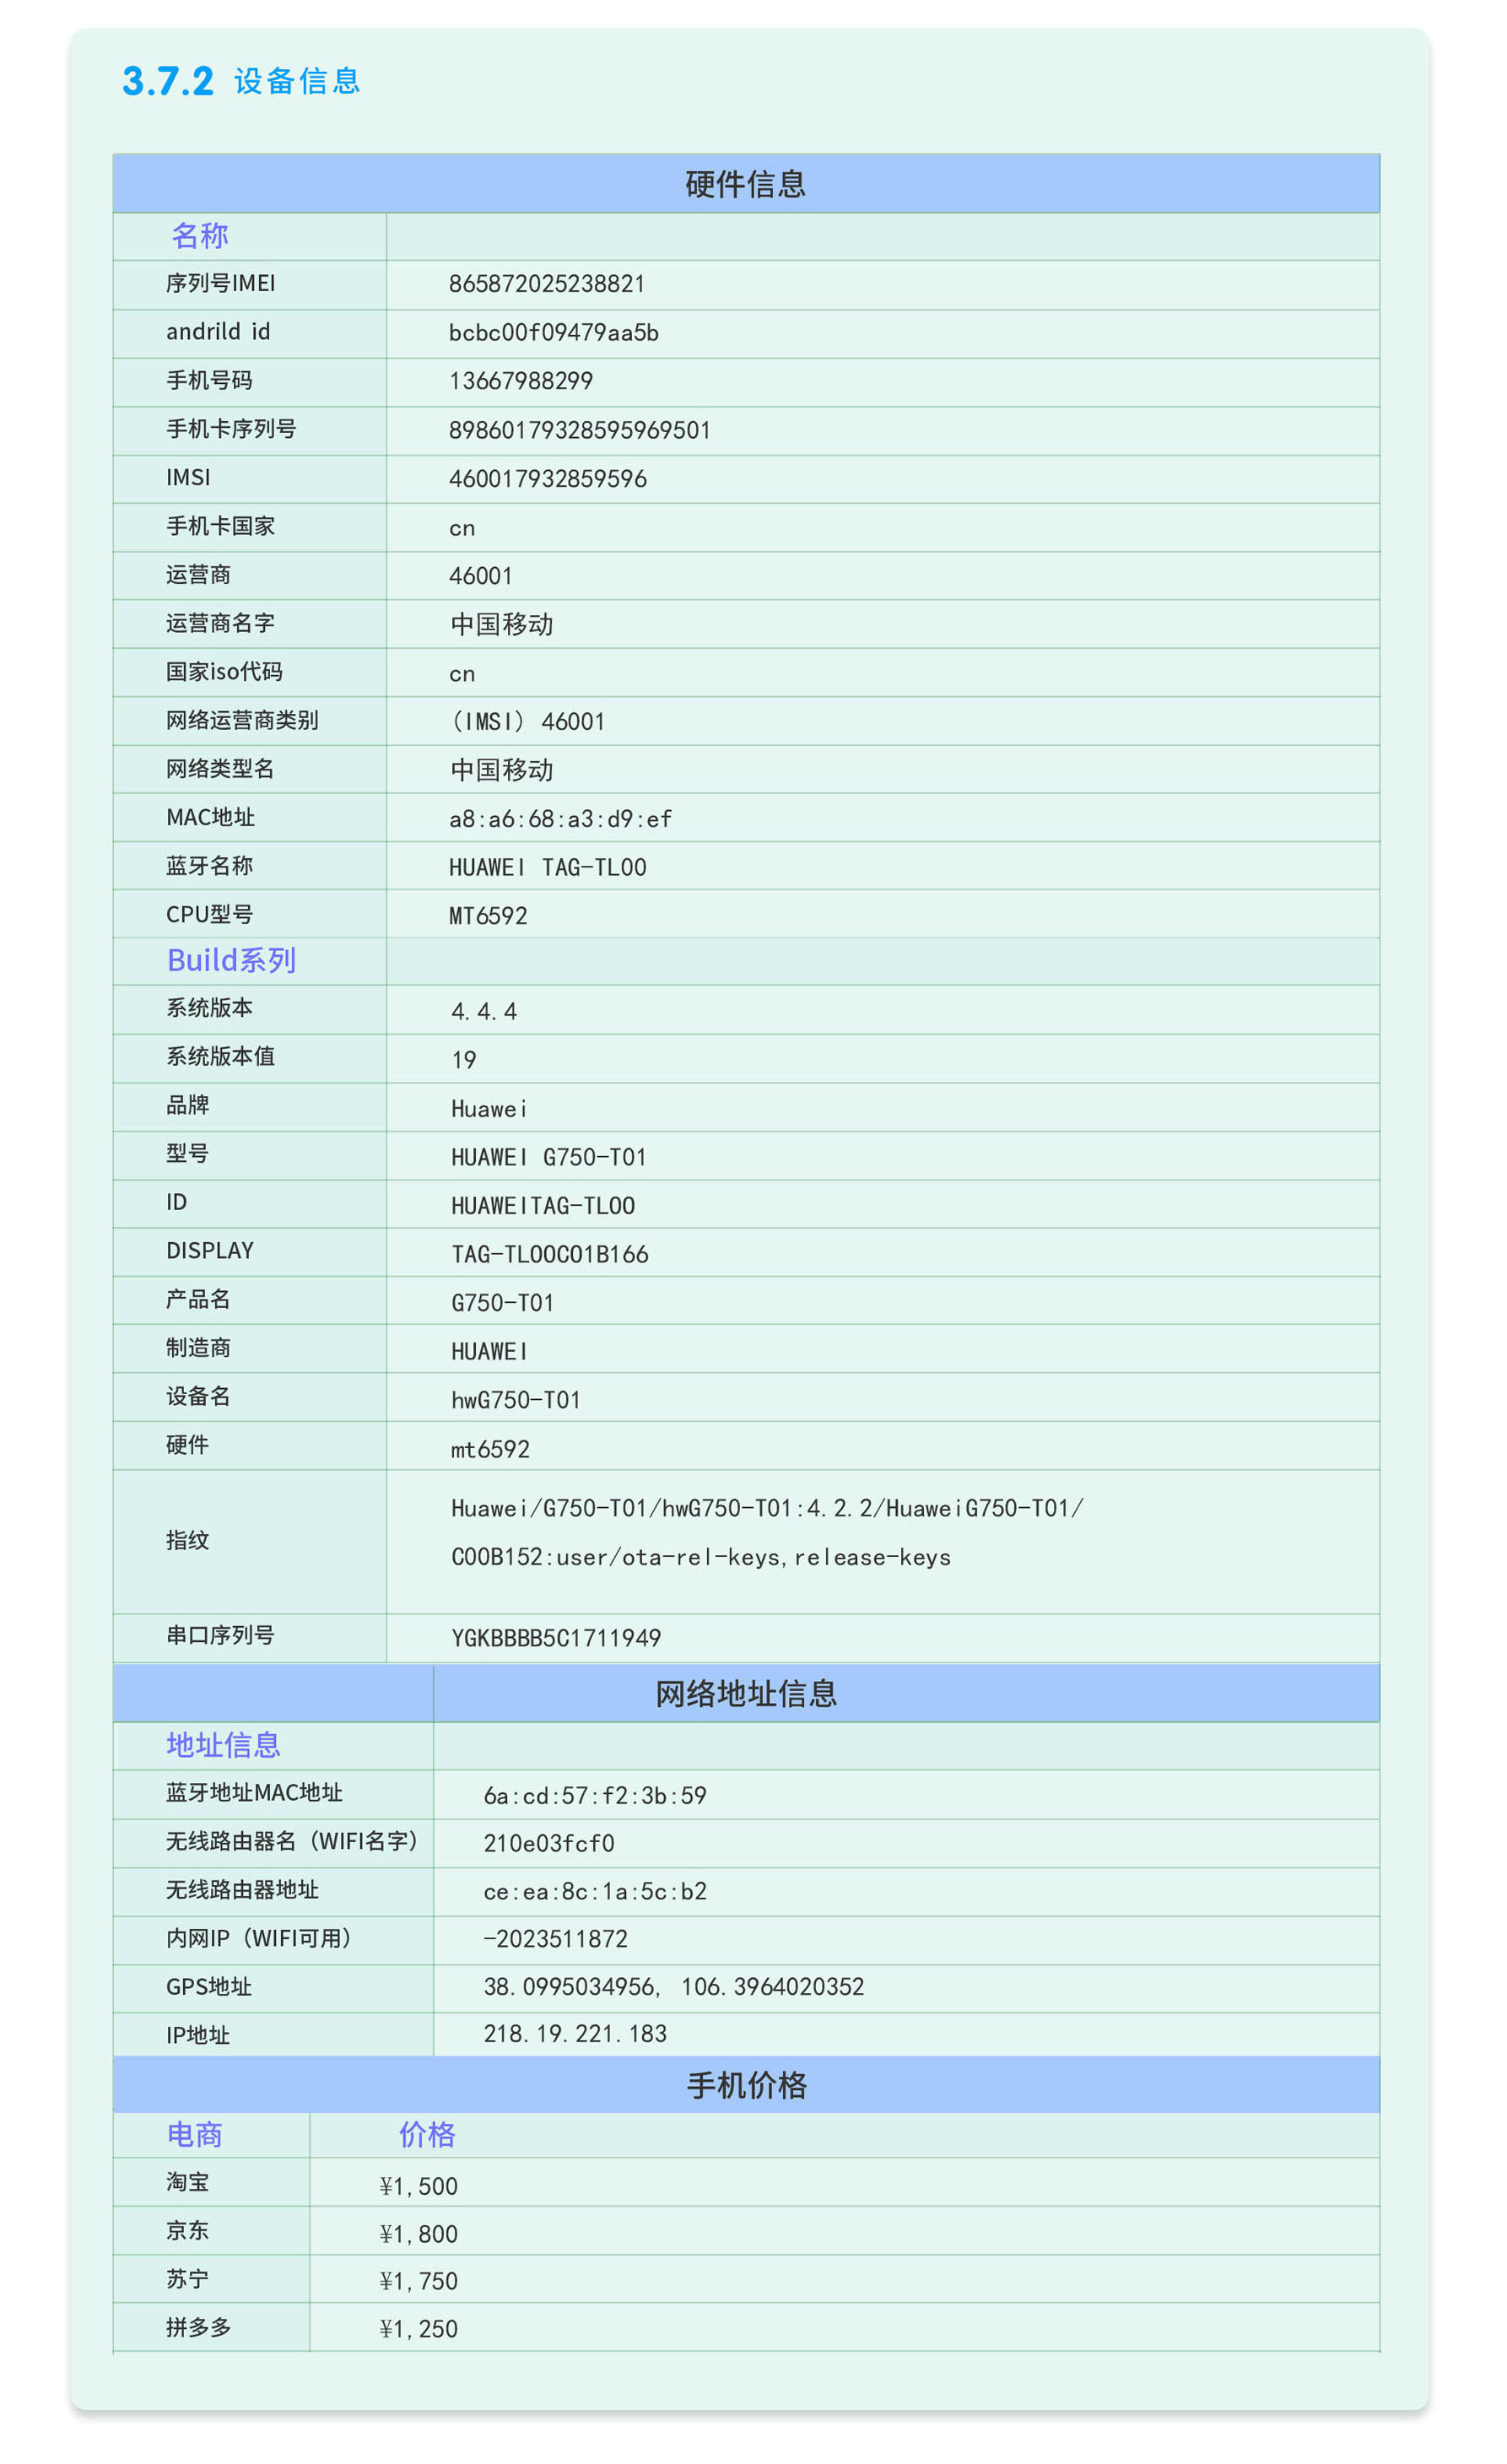 3.7.2 设备信息
硬件信息
名称
序列号IMEI 865872025238821
andrild id bcbc00f09479aa5b
手机号码 13667988299
手机卡序列号 89860179328595969501
IMSI 460017932859596
手机卡国家 cn
运营商 46001
运营商名字 中国移动
国家iso代码 cn
网络运营商类别 (IMSI) 46001
网络类型名 中国移动
MAC地址 a8:a6:68:a3:d9:ef
蓝牙名称 HUAWEI TAG-TL00
CPU型号 MT6592
Build系列
系统版本 4.4.4
系统版本值 19
品牌 Huawei
型号 HUAWEI G750-T01
ID HUAWEITAG-TL00
DISPLAY TAG-TL00C01B166
产品名 G750-T01
制造商 HUAWEI
设备名 hwG750-T01
硬件 mt6592
指纹 Huawei/G750-T01/hwG750-T01:4.2.2/HuaweiG750-T01/
C00B152:user/ota-rel-keys,release-keys
串口序列号 YGKBBBB5C1711949
网络地址信息
地址信息
蓝牙地址MAC地址 6a:cd:57:f2:3b:59
无线路由器名（WIFI名字） 210e03fcf0
无线路由器地址 ce:ea:8c:1a:5c:b2
内网IP（WIFI可用） -2023511872
GPS地址 38.0995034956, 106.3964020352
IP地址 218.19.221.183
手机价格
电商 价格
淘宝 ¥1,500
京东 ¥1,800
苏宁 ¥1,750
拼多多 ¥1,250